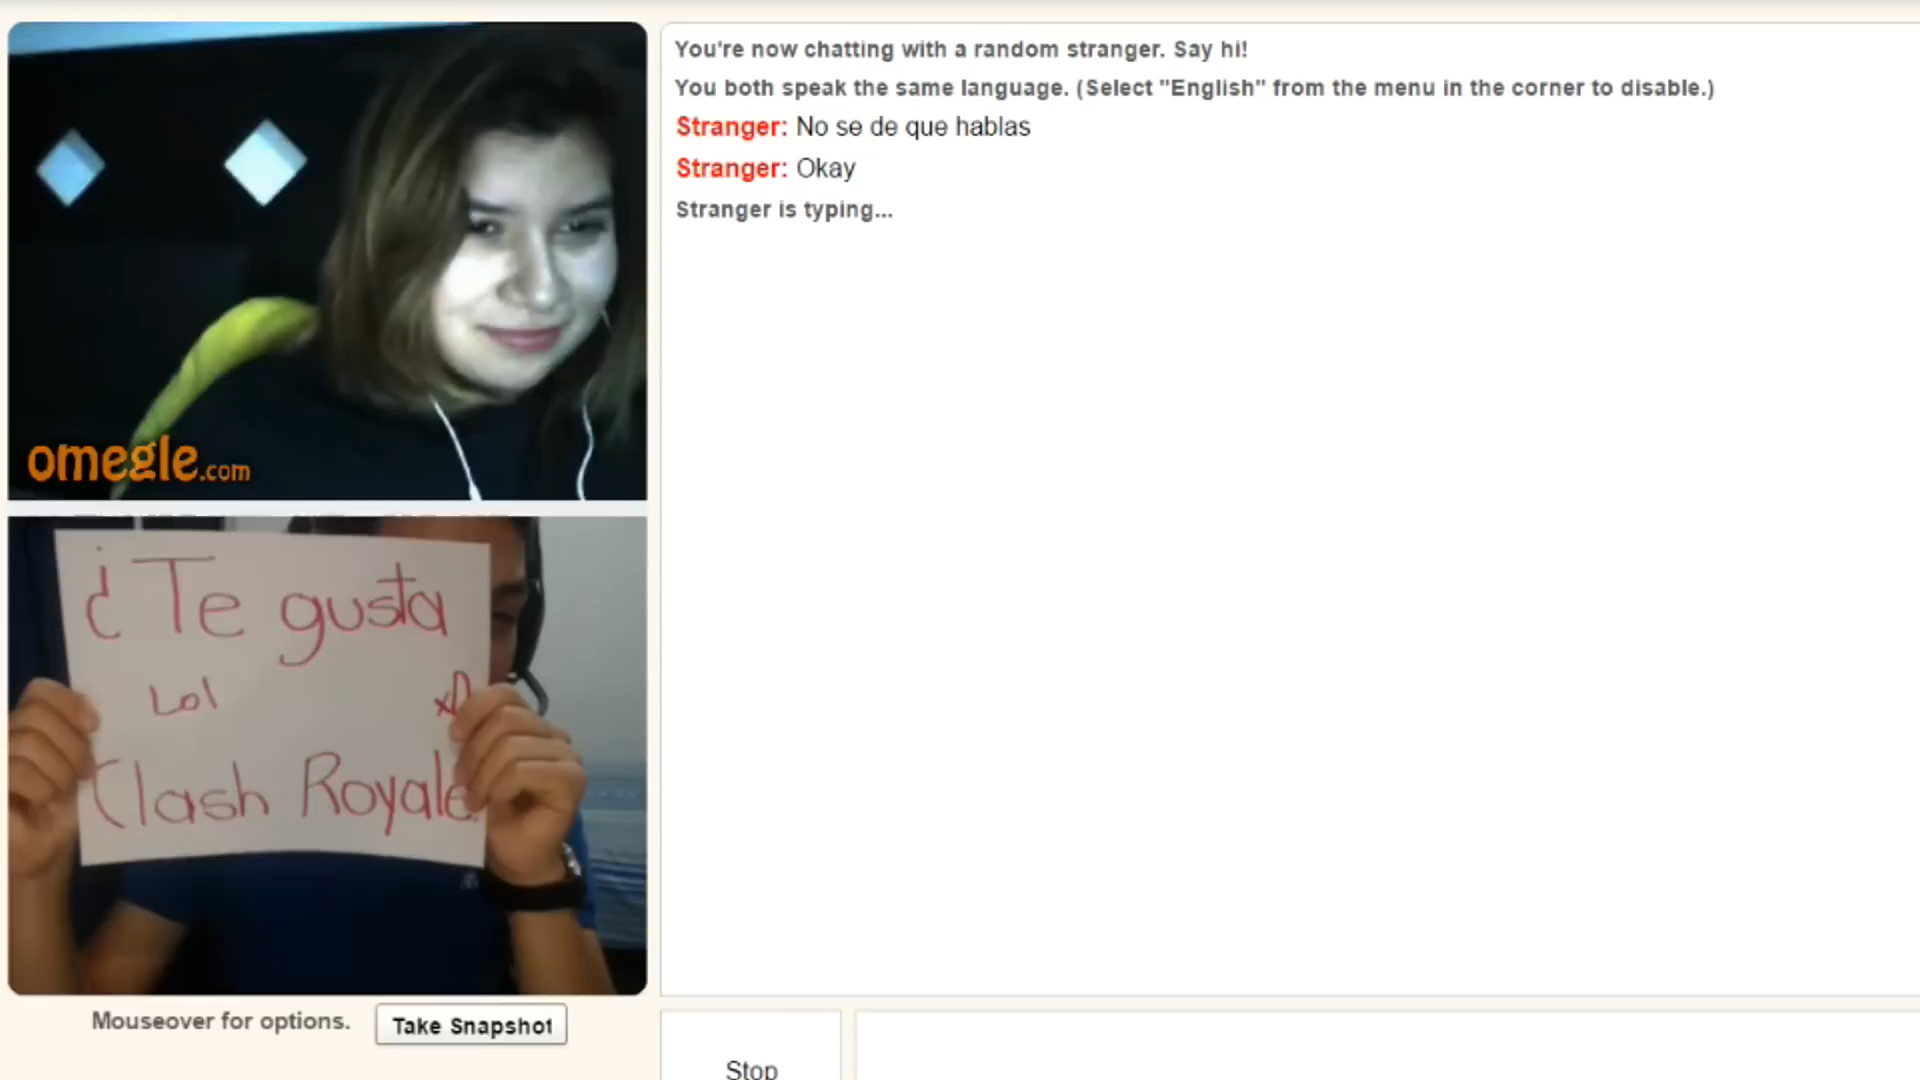 You're now chatting with a random stranger. Say hi!
You both speak the same language. (Select "English" from the menu in the corner to disable.)
Stranger: No se de que hablas
Stranger: Okay
Stranger is typing...
omegle.com
¿Te gusta
Lol xD
Clash Royale
Mouseover for options.
Take Snapshot
Stop